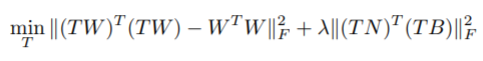 min_T ‖(TW)^T(TW) − W^T W‖_F^2 + λ‖(TN)^T(TB)‖_F^2